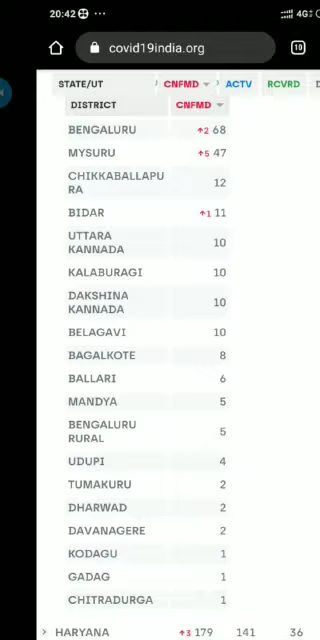 20:42 ...
4G
covid19india.org
10
STATE/UT CNFMD ACTV RCVRD
DISTRICT CNFMD
BENGALURU ↑2 68
MYSURU ↑5 47
CHIKKABALLAPU
RA 12
BIDAR ↑1 11
UTTARA
KANNADA 10
KALABURAGI 10
DAKSHINA
KANNADA 10
BELAGAVI 10
BAGALKOTE 8
BALLARI 6
MANDYA 5
BENGALURU
RURAL 5
UDUPI 4
TUMAKURU 2
DHARWAD 2
DAVANAGERE 2
KODAGU 1
GADAG 1
CHITRADURGA 1
HARYANA ↑3 179 141 36